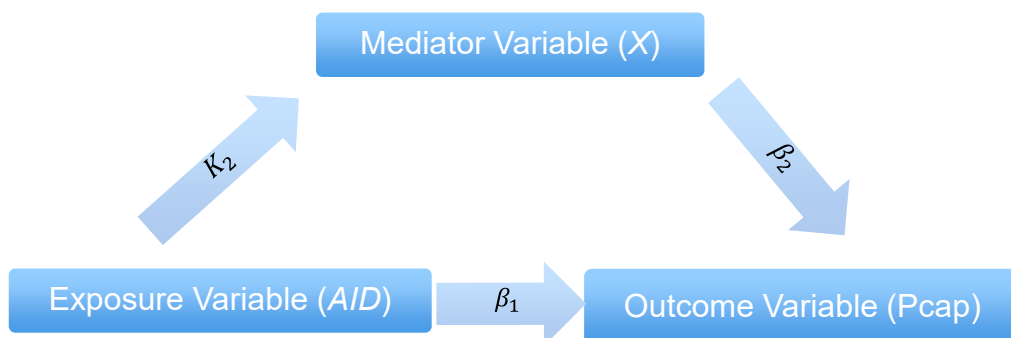 Mediator Variable (X)
K₂
β₂
Exposure Variable (AID)
β₁
Outcome Variable (Pcap)